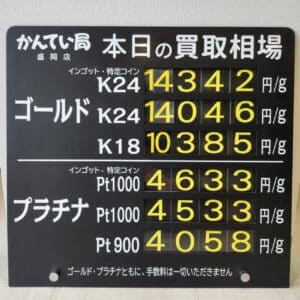 かんてい局 盛岡店 本日の買取相場
インゴット・特定コイン
K24 14342 円/g
ゴールド K24 14046 円/g
K18 10385 円/g
インゴット・特定コイン
Pt1000 4633 円/g
プラチナ Pt1000 4533 円/g
Pt900 4058 円/g
ゴールド・プラチナともに、手数料は一切いただきません